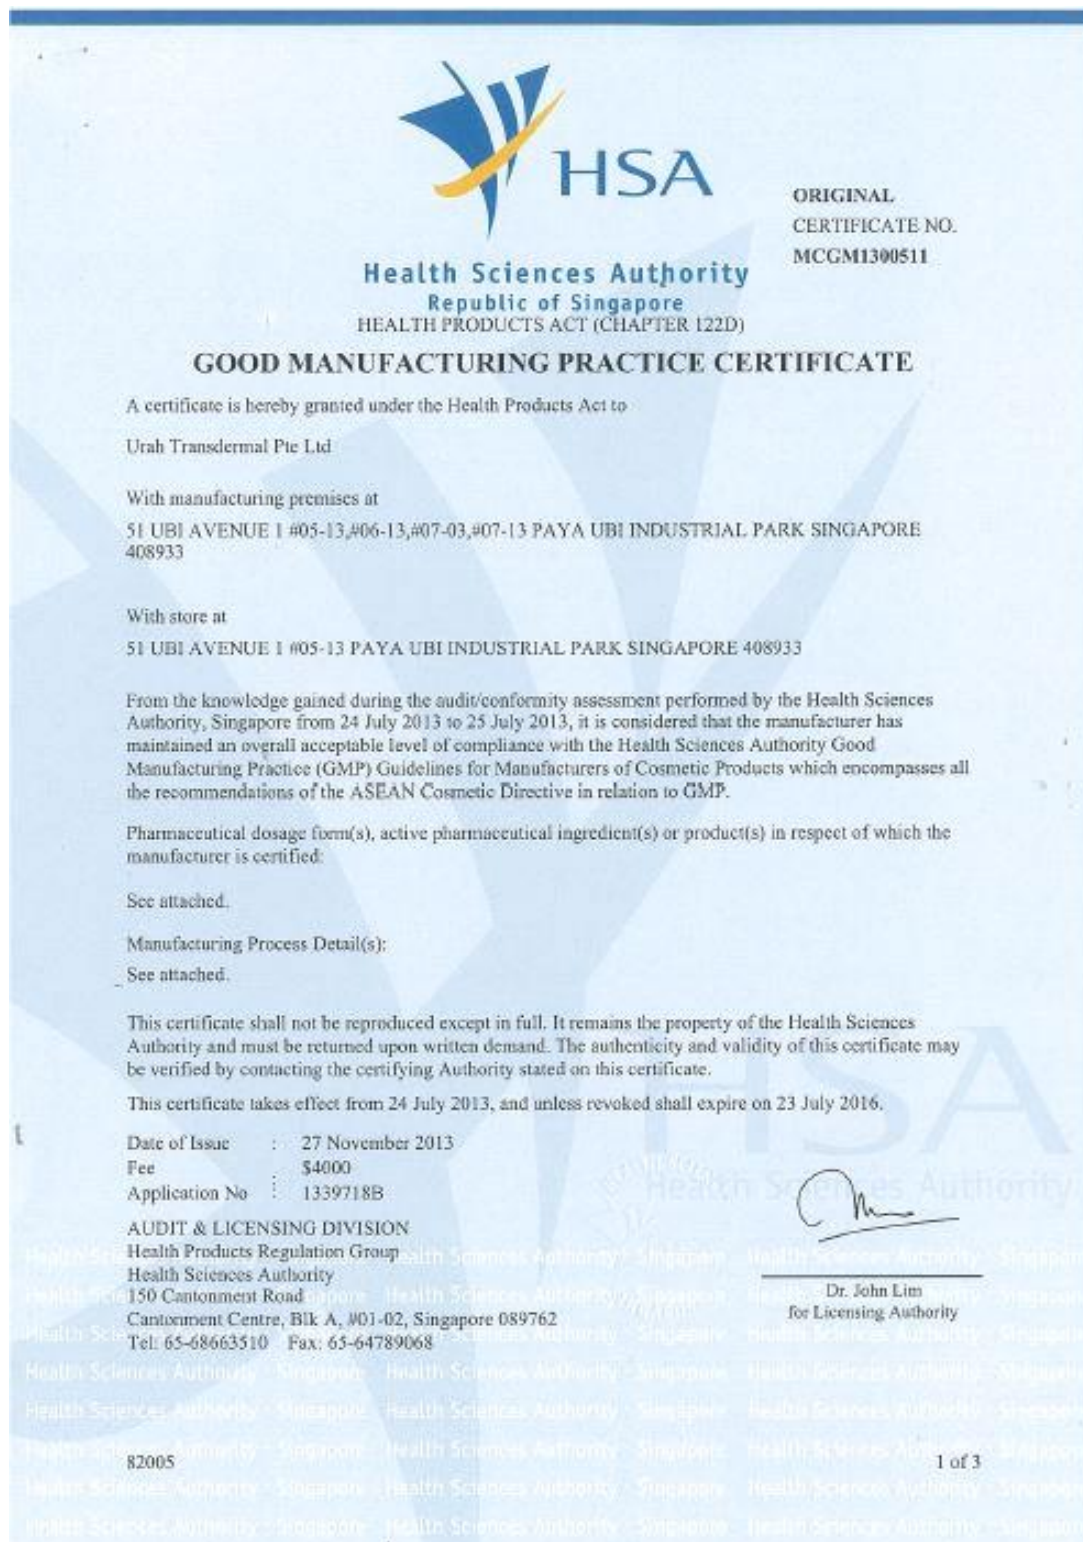 HSA
ORIGINAL
CERTIFICATE NO.
MCGM1300511
Health Sciences Authority
Republic of Singapore
HEALTH PRODUCTS ACT (CHAPTER 122D)
GOOD MANUFACTURING PRACTICE CERTIFICATE
A certificate is hereby granted under the Health Products Act to
Urah Transdermal Pte Ltd
With manufacturing premises at
51 UBI AVENUE 1 #05-13,#06-13,#07-03,#07-13 PAYA UBI INDUSTRIAL PARK SINGAPORE
408933
With store at
51 UBI AVENUE 1 #05-13 PAYA UBI INDUSTRIAL PARK SINGAPORE 408933
From the knowledge gained during the audit/conformity assessment performed by the Health Sciences
Authority, Singapore from 24 July 2013 to 25 July 2013, it is considered that the manufacturer has
maintained an overall acceptable level of compliance with the Health Sciences Authority Good
Manufacturing Practice (GMP) Guidelines for Manufacturers of Cosmetic Products which encompasses all
the recommendations of the ASEAN Cosmetic Directive in relation to GMP.
Pharmaceutical dosage form(s), active pharmaceutical ingredient(s) or product(s) in respect of which the
manufacturer is certified:
See attached.
Manufacturing Process Detail(s):
See attached.
This certificate shall not be reproduced except in full. It remains the property of the Health Sciences
Authority and must be returned upon written demand. The authenticity and validity of this certificate may
be verified by contacting the certifying Authority stated on this certificate.
This certificate takes effect from 24 July 2013, and unless revoked shall expire on 23 July 2016.
Date of Issue : 27 November 2013
Fee : $4000
Application No : 1339718B
AUDIT & LICENSING DIVISION
Health Products Regulation Group
Health Sciences Authority
150 Cantonment Road
Cantonment Centre, Blk A, #01-02, Singapore 089762
Tel: 65-68663510 Fax: 65-64789068
Dr. John Lim
for Licensing Authority
HSA
Health Sciences Authority
82005
1 of 3